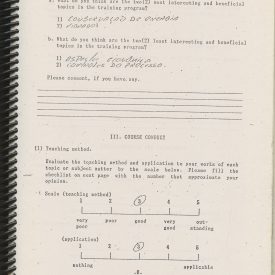 a. What do you think are the two(2) most interesting and beneficial
topics in the training program?
1) CONSERVAÇÃO DE ENERGIA
2)
b. What do you think are the two(2) least interesting and beneficial
topics in the training program?
1) ASPECTO ECONÔMICO
2) CONTROLE DO PROCESSO
Please comment, if you have any.
III. COURSE CONDUCT
(1) Teaching method.
Evaluate the teaching method and application to your work of each
topic or subject matter by the scale below. Please fill the
checklist on next page with the number that approximate your
opinion.
Scale (teaching method)
1 2 3 4 5
very poor good very out-
poor good standing
(application)
1 2 3 4 5
nothing applicable
-8-